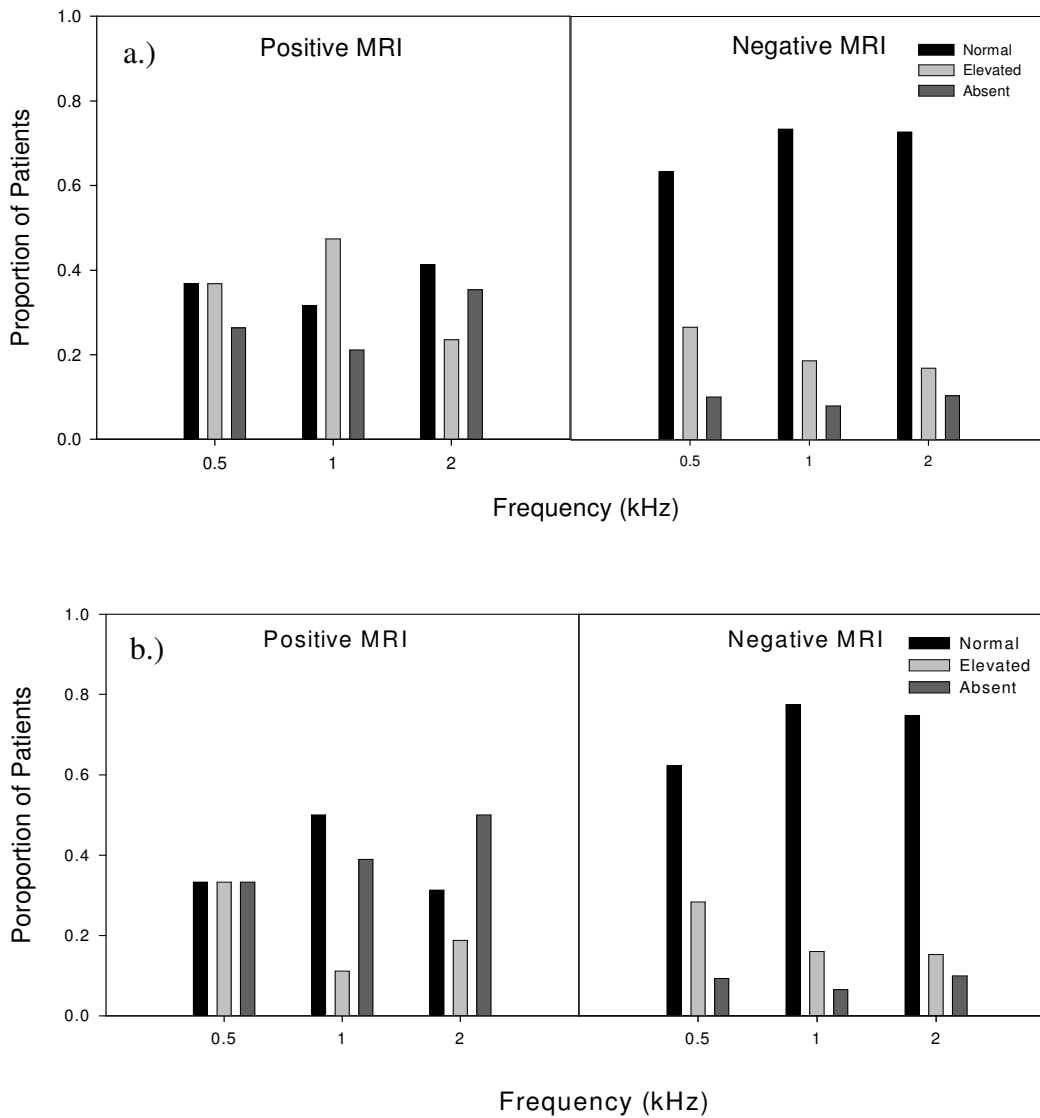 a.)
Positive MRI
Negative MRI
Normal
Elevated
Absent
Proportion of Patients
1.0
0.8
0.6
0.4
0.2
0.0
0.5 1 2
0.5 1 2
Frequency (kHz)
b.)
Positive MRI
Negative MRI
Normal
Elevated
Absent
Poroportion of Patients
1.0
0.8
0.6
0.4
0.2
0.0
0.5 1 2
0.5 1 2
Frequency (kHz)